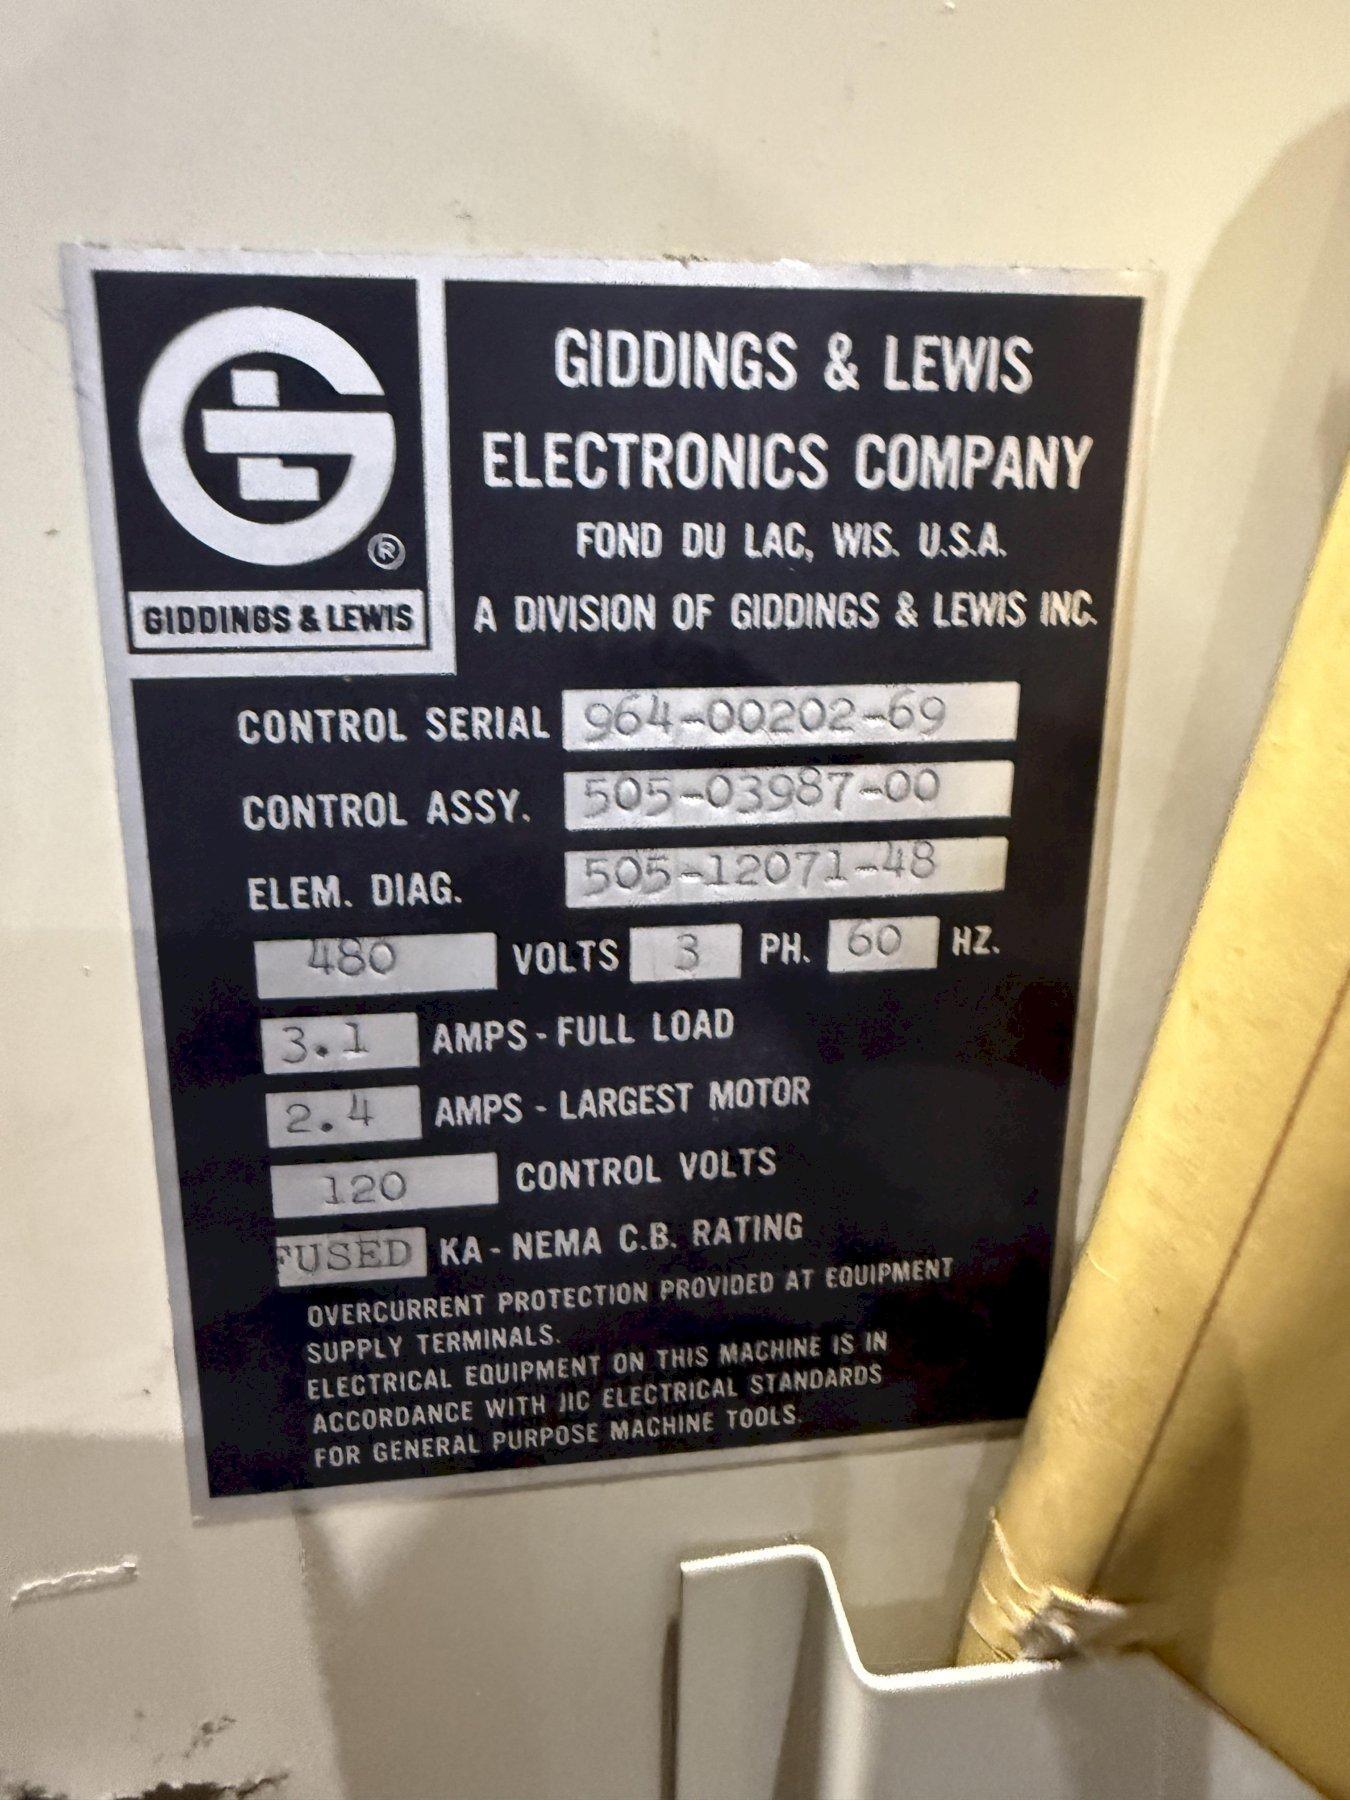 GIDDINGS & LEWIS
ELECTRONICS COMPANY
FOND DU LAC, WIS. U.S.A.
A DIVISION OF GIDDINGS & LEWIS INC.
®
GIDDINGS & LEWIS
CONTROL SERIAL 964-00202-69
CONTROL ASSY. 505-03987-00
ELEM. DIAG. 505-12071-48
480 VOLTS 3 PH. 60 HZ.
3.1 AMPS - FULL LOAD
2.4 AMPS - LARGEST MOTOR
120 CONTROL VOLTS
FUSED KA - NEMA C.B. RATING
OVERCURRENT PROTECTION PROVIDED AT EQUIPMENT
SUPPLY TERMINALS.
ELECTRICAL EQUIPMENT ON THIS MACHINE IS IN
ACCORDANCE WITH JIC ELECTRICAL STANDARDS
FOR GENERAL PURPOSE MACHINE TOOLS.